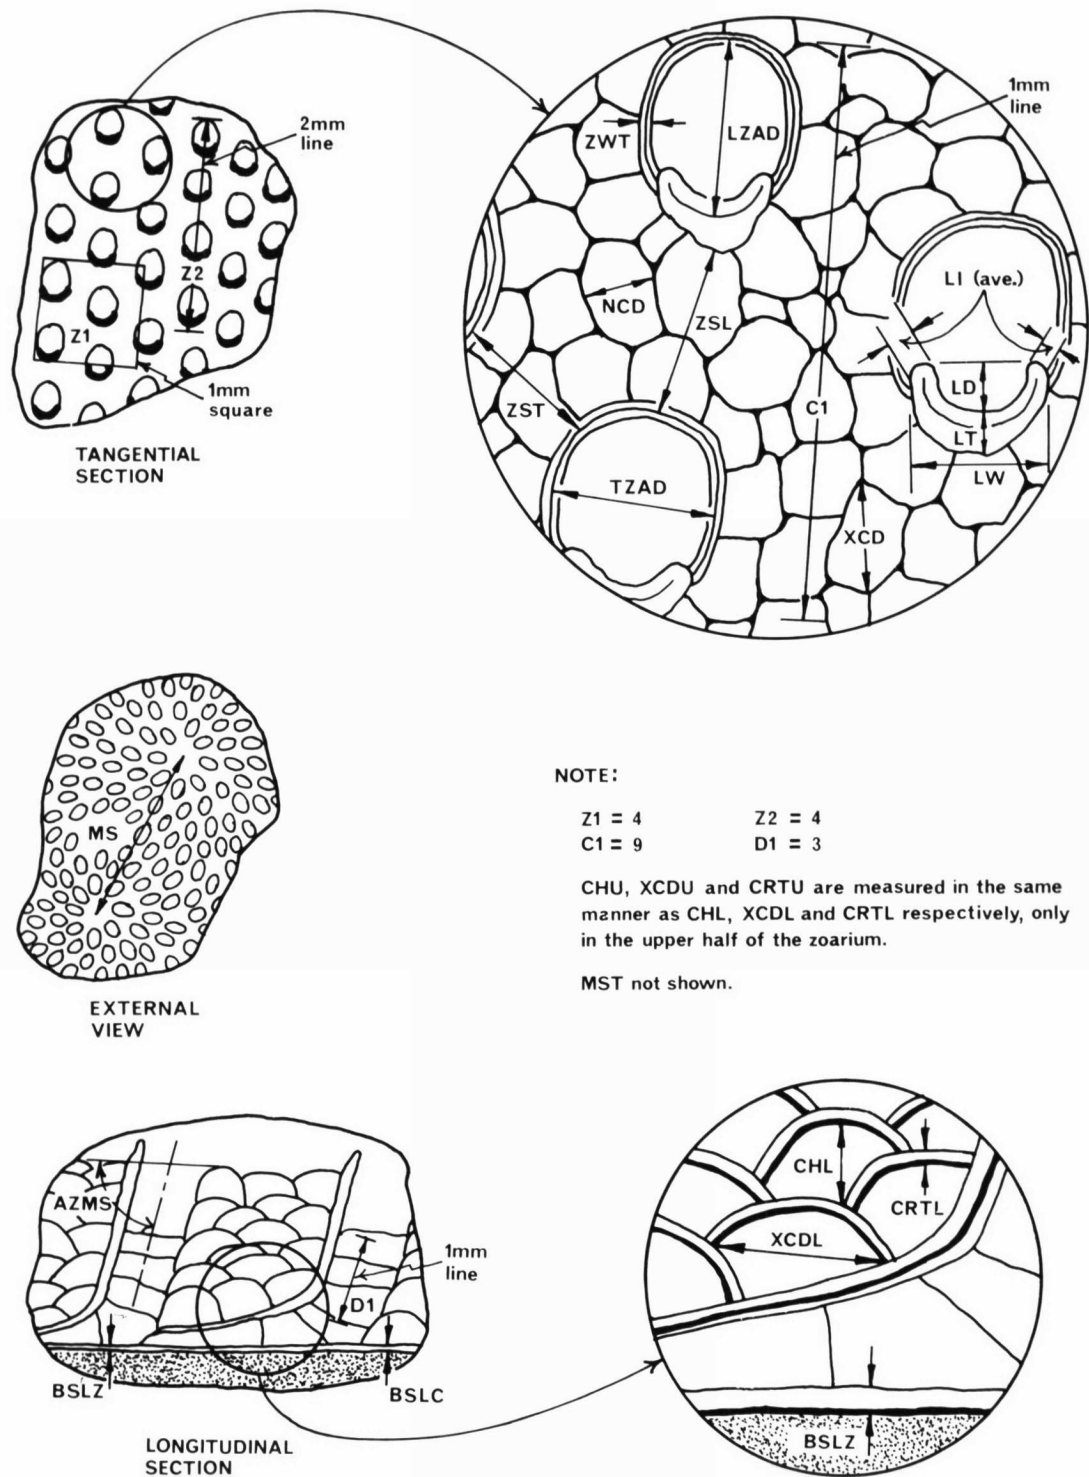 2mm
line
Z2
Z1
1mm
square
TANGENTIAL
SECTION
1mm
line
ZWT
LZAD
LI (ave.)
NCD
ZSL
ZST
C1
LD
LT
LW
TZAD
XCD
MS
EXTERNAL
VIEW
NOTE:
Z1 = 4 Z2 = 4
C1 = 9 D1 = 3
CHU, XCDU and CRTU are measured in the same
manner as CHL, XCDL and CRTL respectively, only
in the upper half of the zoarium.
MST not shown.
AZMS
1mm
line
D1
BSLZ
BSLC
LONGITUDINAL
SECTION
CHL
CRTL
XCDL
BSLZ